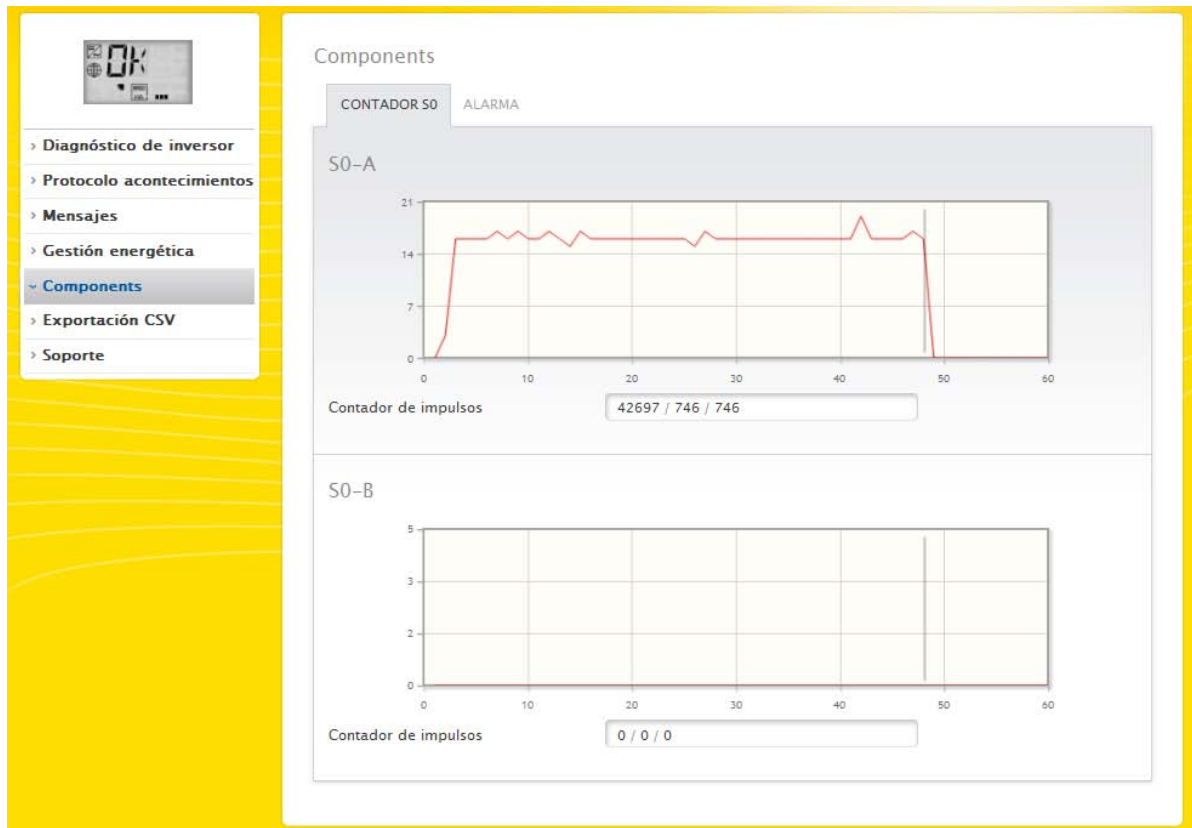 OK
› Diagnóstico de inversor
› Protocolo acontecimientos
› Mensajes
› Gestión energética
Components
› Exportación CSV
› Soporte
Components
CONTADOR S0 ALARMA
S0-A
21
14
7
0
0 10 20 30 40 50 60
Contador de impulsos 42697 / 746 / 746
S0-B
5
3
2
0
0 10 20 30 40 50 60
Contador de impulsos 0 / 0 / 0